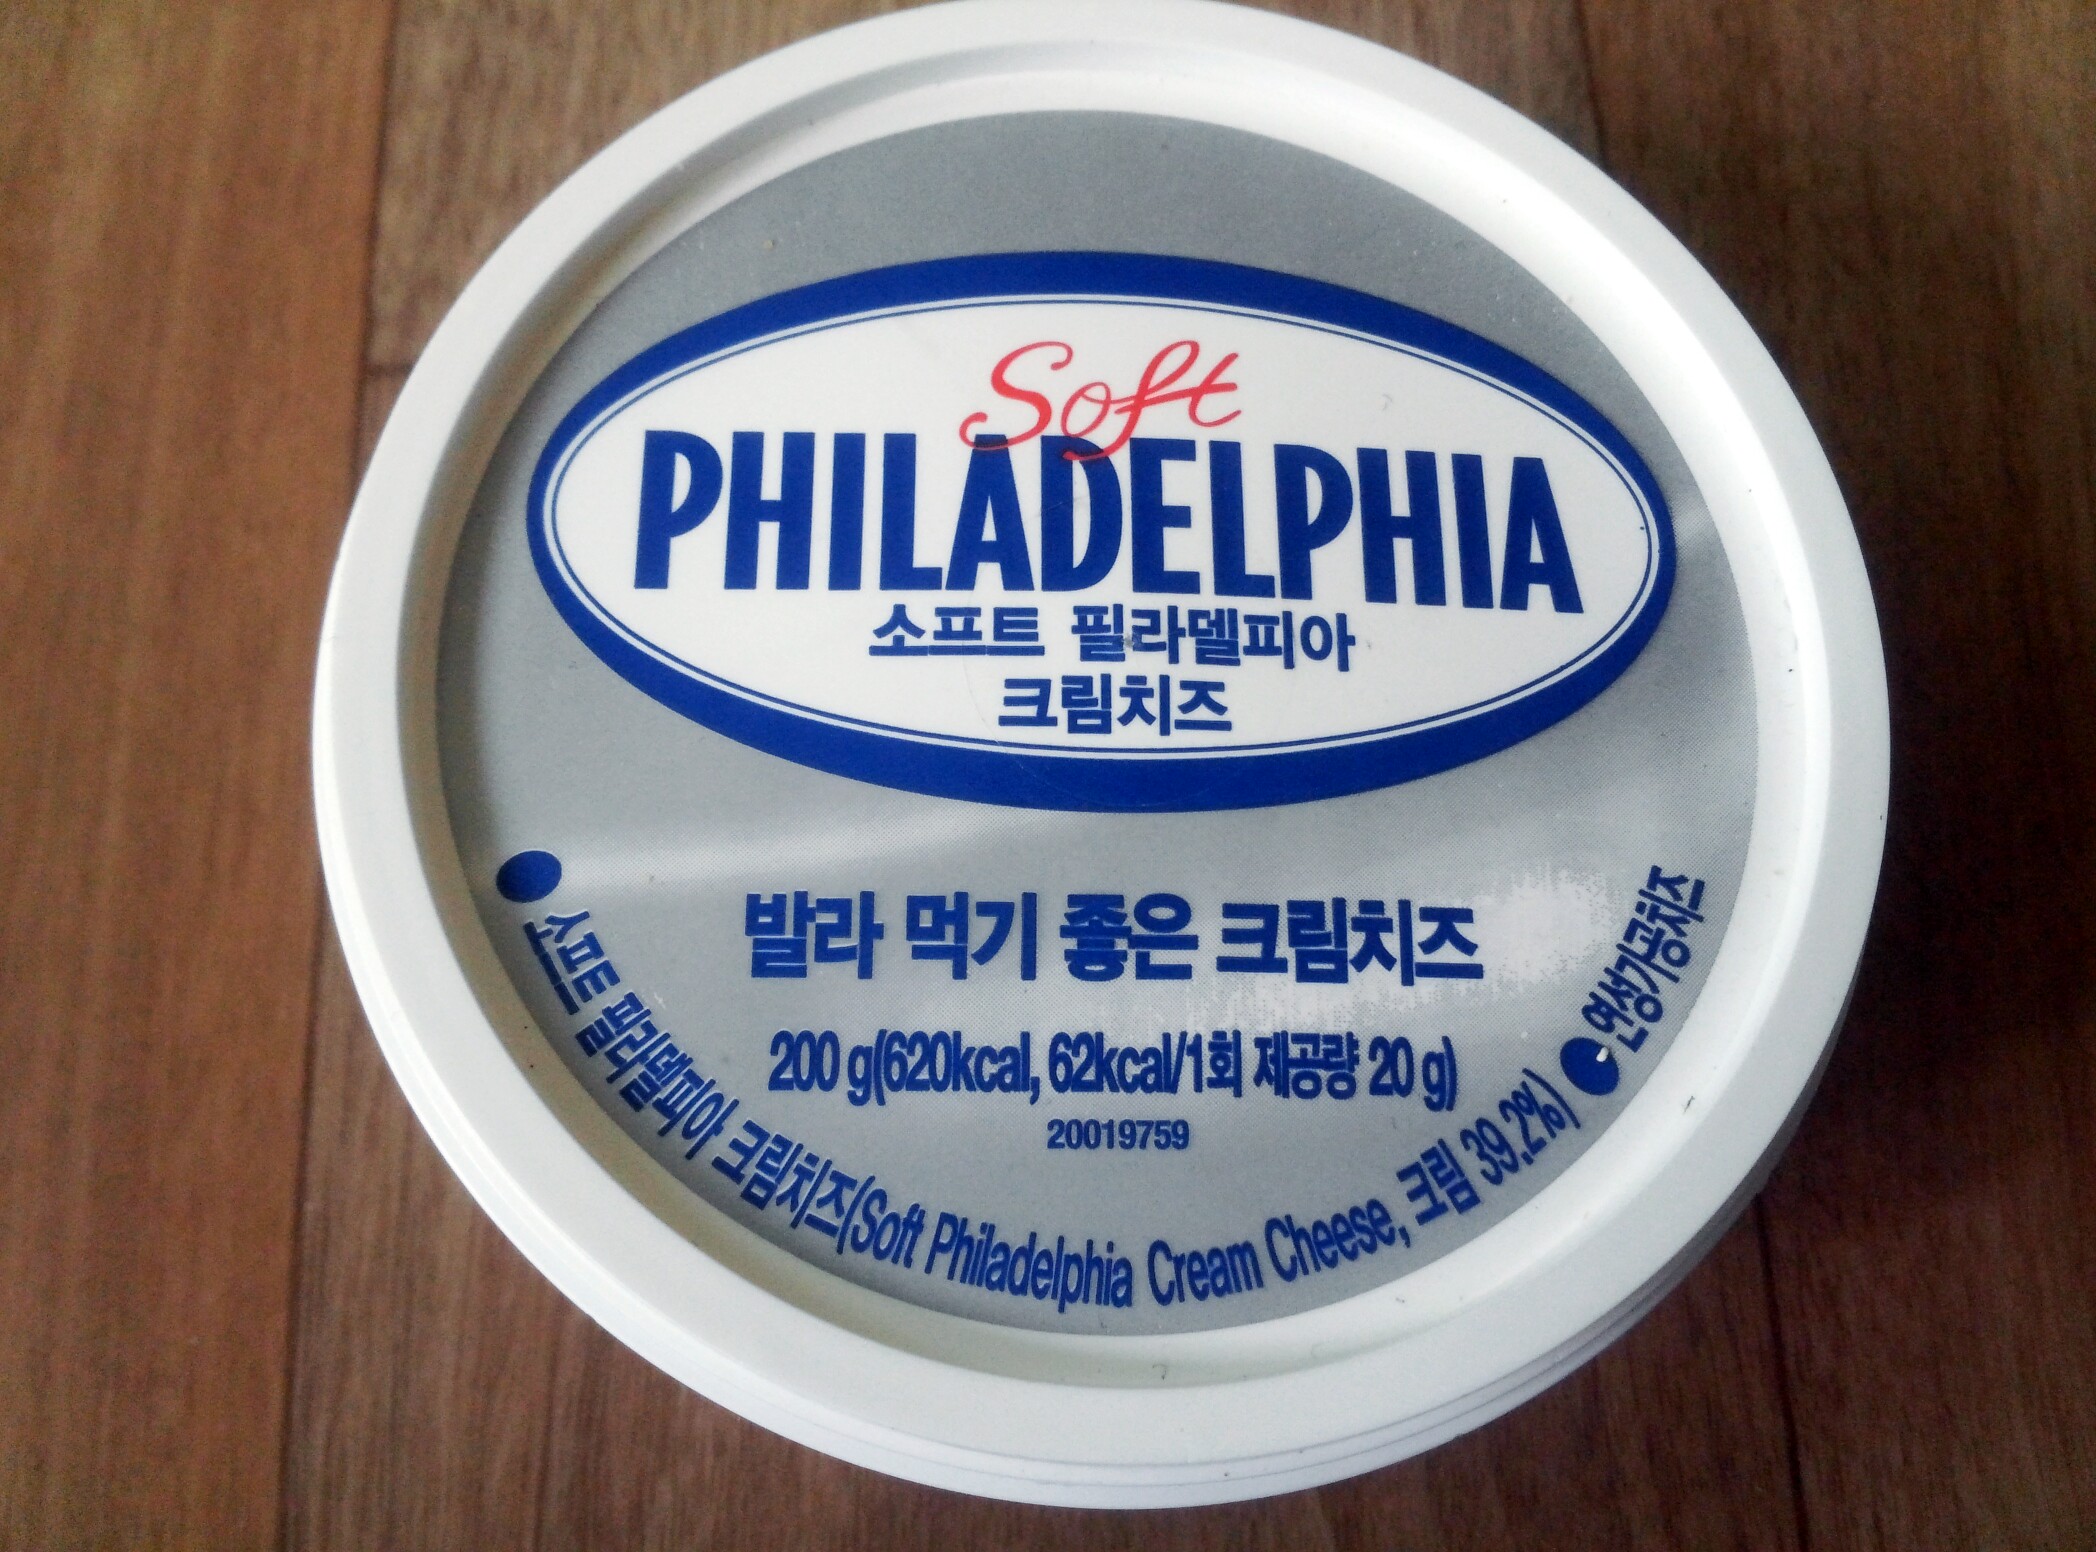 Soft
PHILADELPHIA
소프트 필라델피아
크림치즈
발라 먹기 좋은 크림치즈
200 g(620kcal, 62kcal/1회 제공량 20 g)
20019759
소프트 필라델피아 크림치즈(Soft Philadelphia Cream Cheese, 크림 39.2%)
연성가공치즈